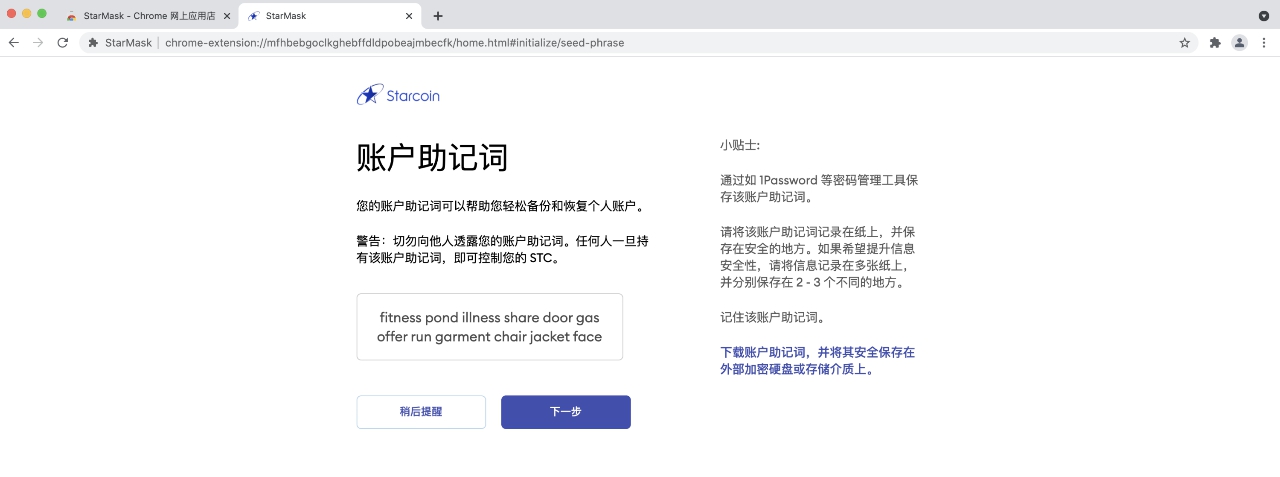 StarMask - Chrome 网上应用店
StarMask
StarMask
chrome-extension://mfhbebgoclkghebffdldpobeajmbecfk/home.html#initialize/seed-phrase
Starcoin
账户助记词
您的账户助记词可以帮助您轻松备份和恢复个人账户。
警告：切勿向他人透露您的账户助记词。任何人一旦持
有该账户助记词，即可控制您的 STC。
fitness pond illness share door gas
offer run garment chair jacket face
稍后提醒
下一步
小贴士:
通过如 1Password 等密码管理工具保
存该账户助记词。
请将该账户助记词记录在纸上，并保
存在安全的地方。如果希望提升信息
安全性，请将信息记录在多张纸上，
并分别保存在 2 - 3 个不同的地方。
记住该账户助记词。
下载账户助记词，并将其安全保存在
外部加密硬盘或存储介质上。